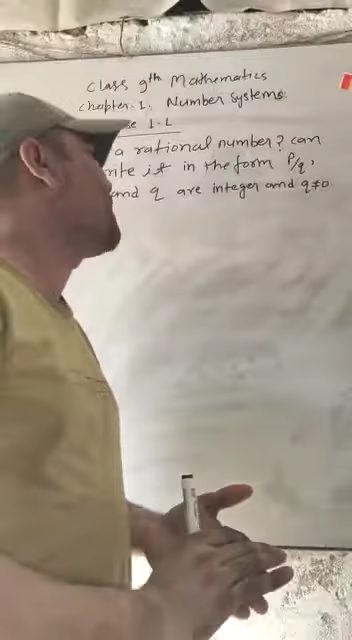 Class 9th Mathematics
Chapter-1, Number Systems.
se 1.1
a rational number? can
rite it in the form P/q,
and q are integer and q≠0